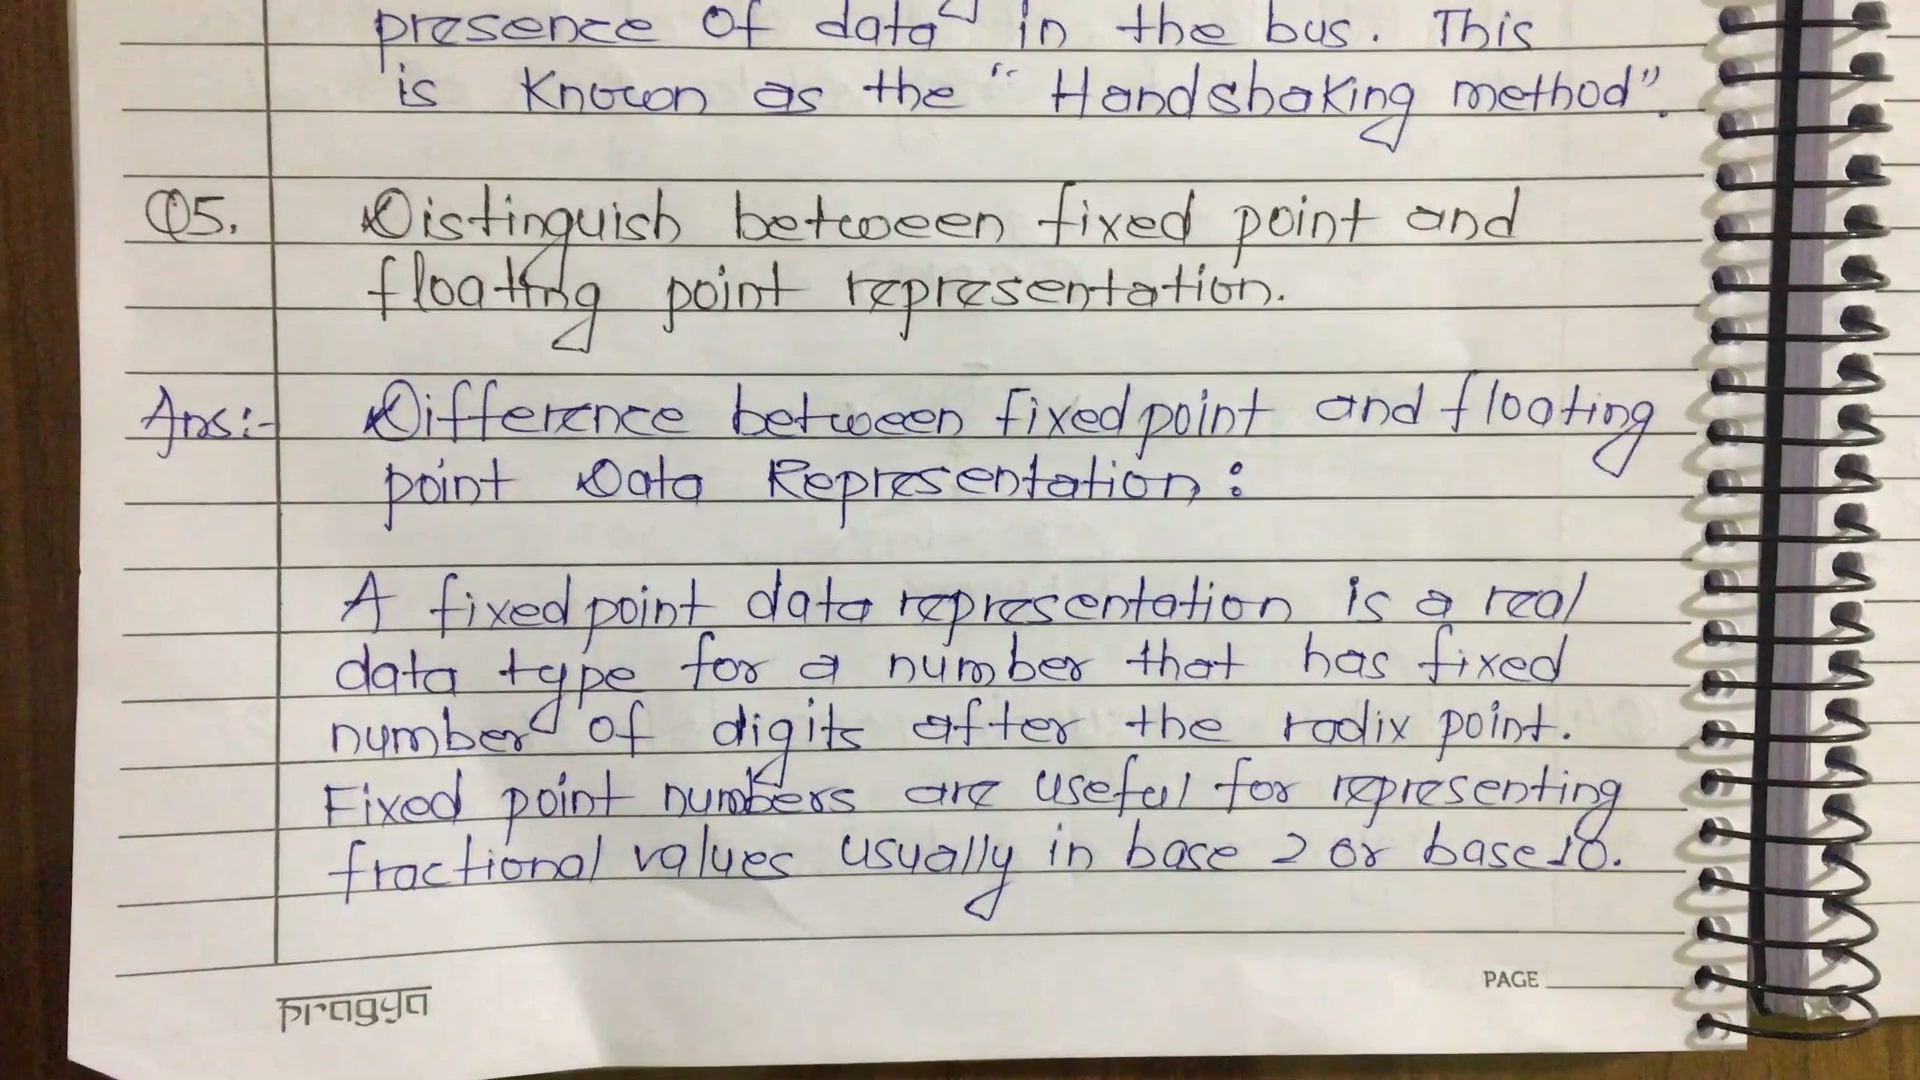 presence of data in the bus. This
is Known as the "Handshaking method".
Q5. Distinguish between fixed point and
floating point representation.
Ans:- Difference between fixed point and floating
point Data Representation:
A fixed point data representation is a real
data type for a number that has fixed
number of digits after the radix point.
Fixed point numbers are useful for representing
fractional values usually in base 2 or base 10.
PAGE
Pragya